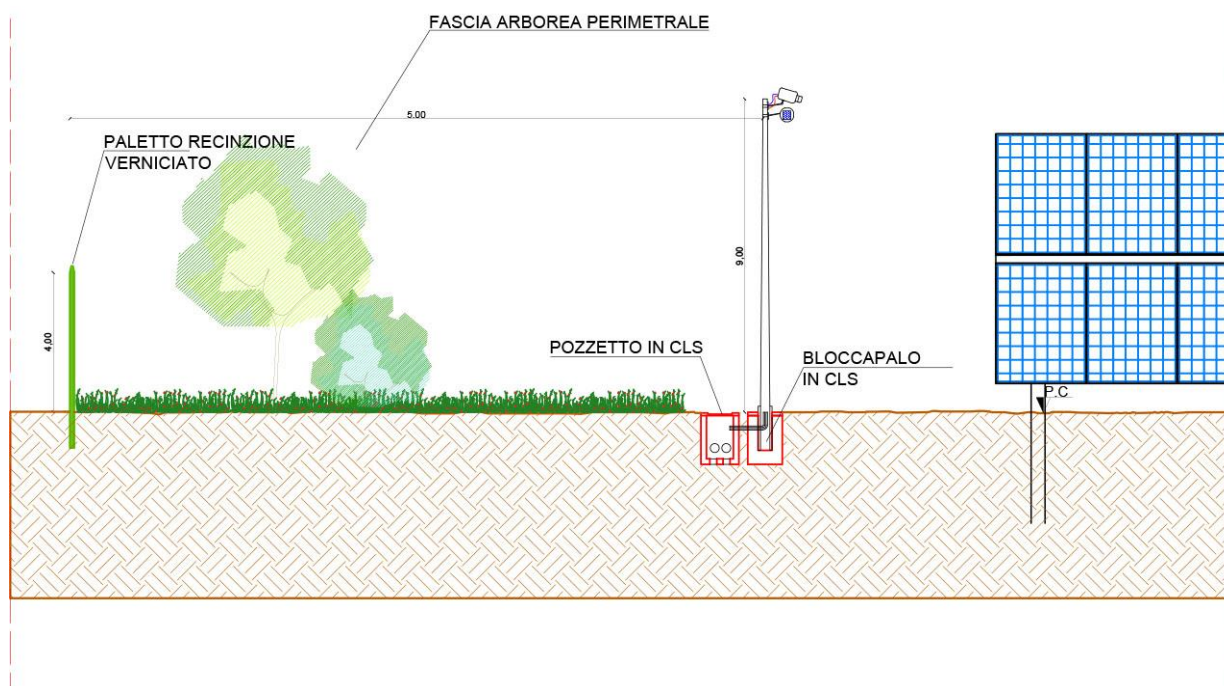 FASCIA ARBOREA PERIMETRALE
5.00
PALETTO RECINZIONE
VERNICIATO
9.00
4.00
POZZETTO IN CLS
BLOCCAPALO
IN CLS
P.C